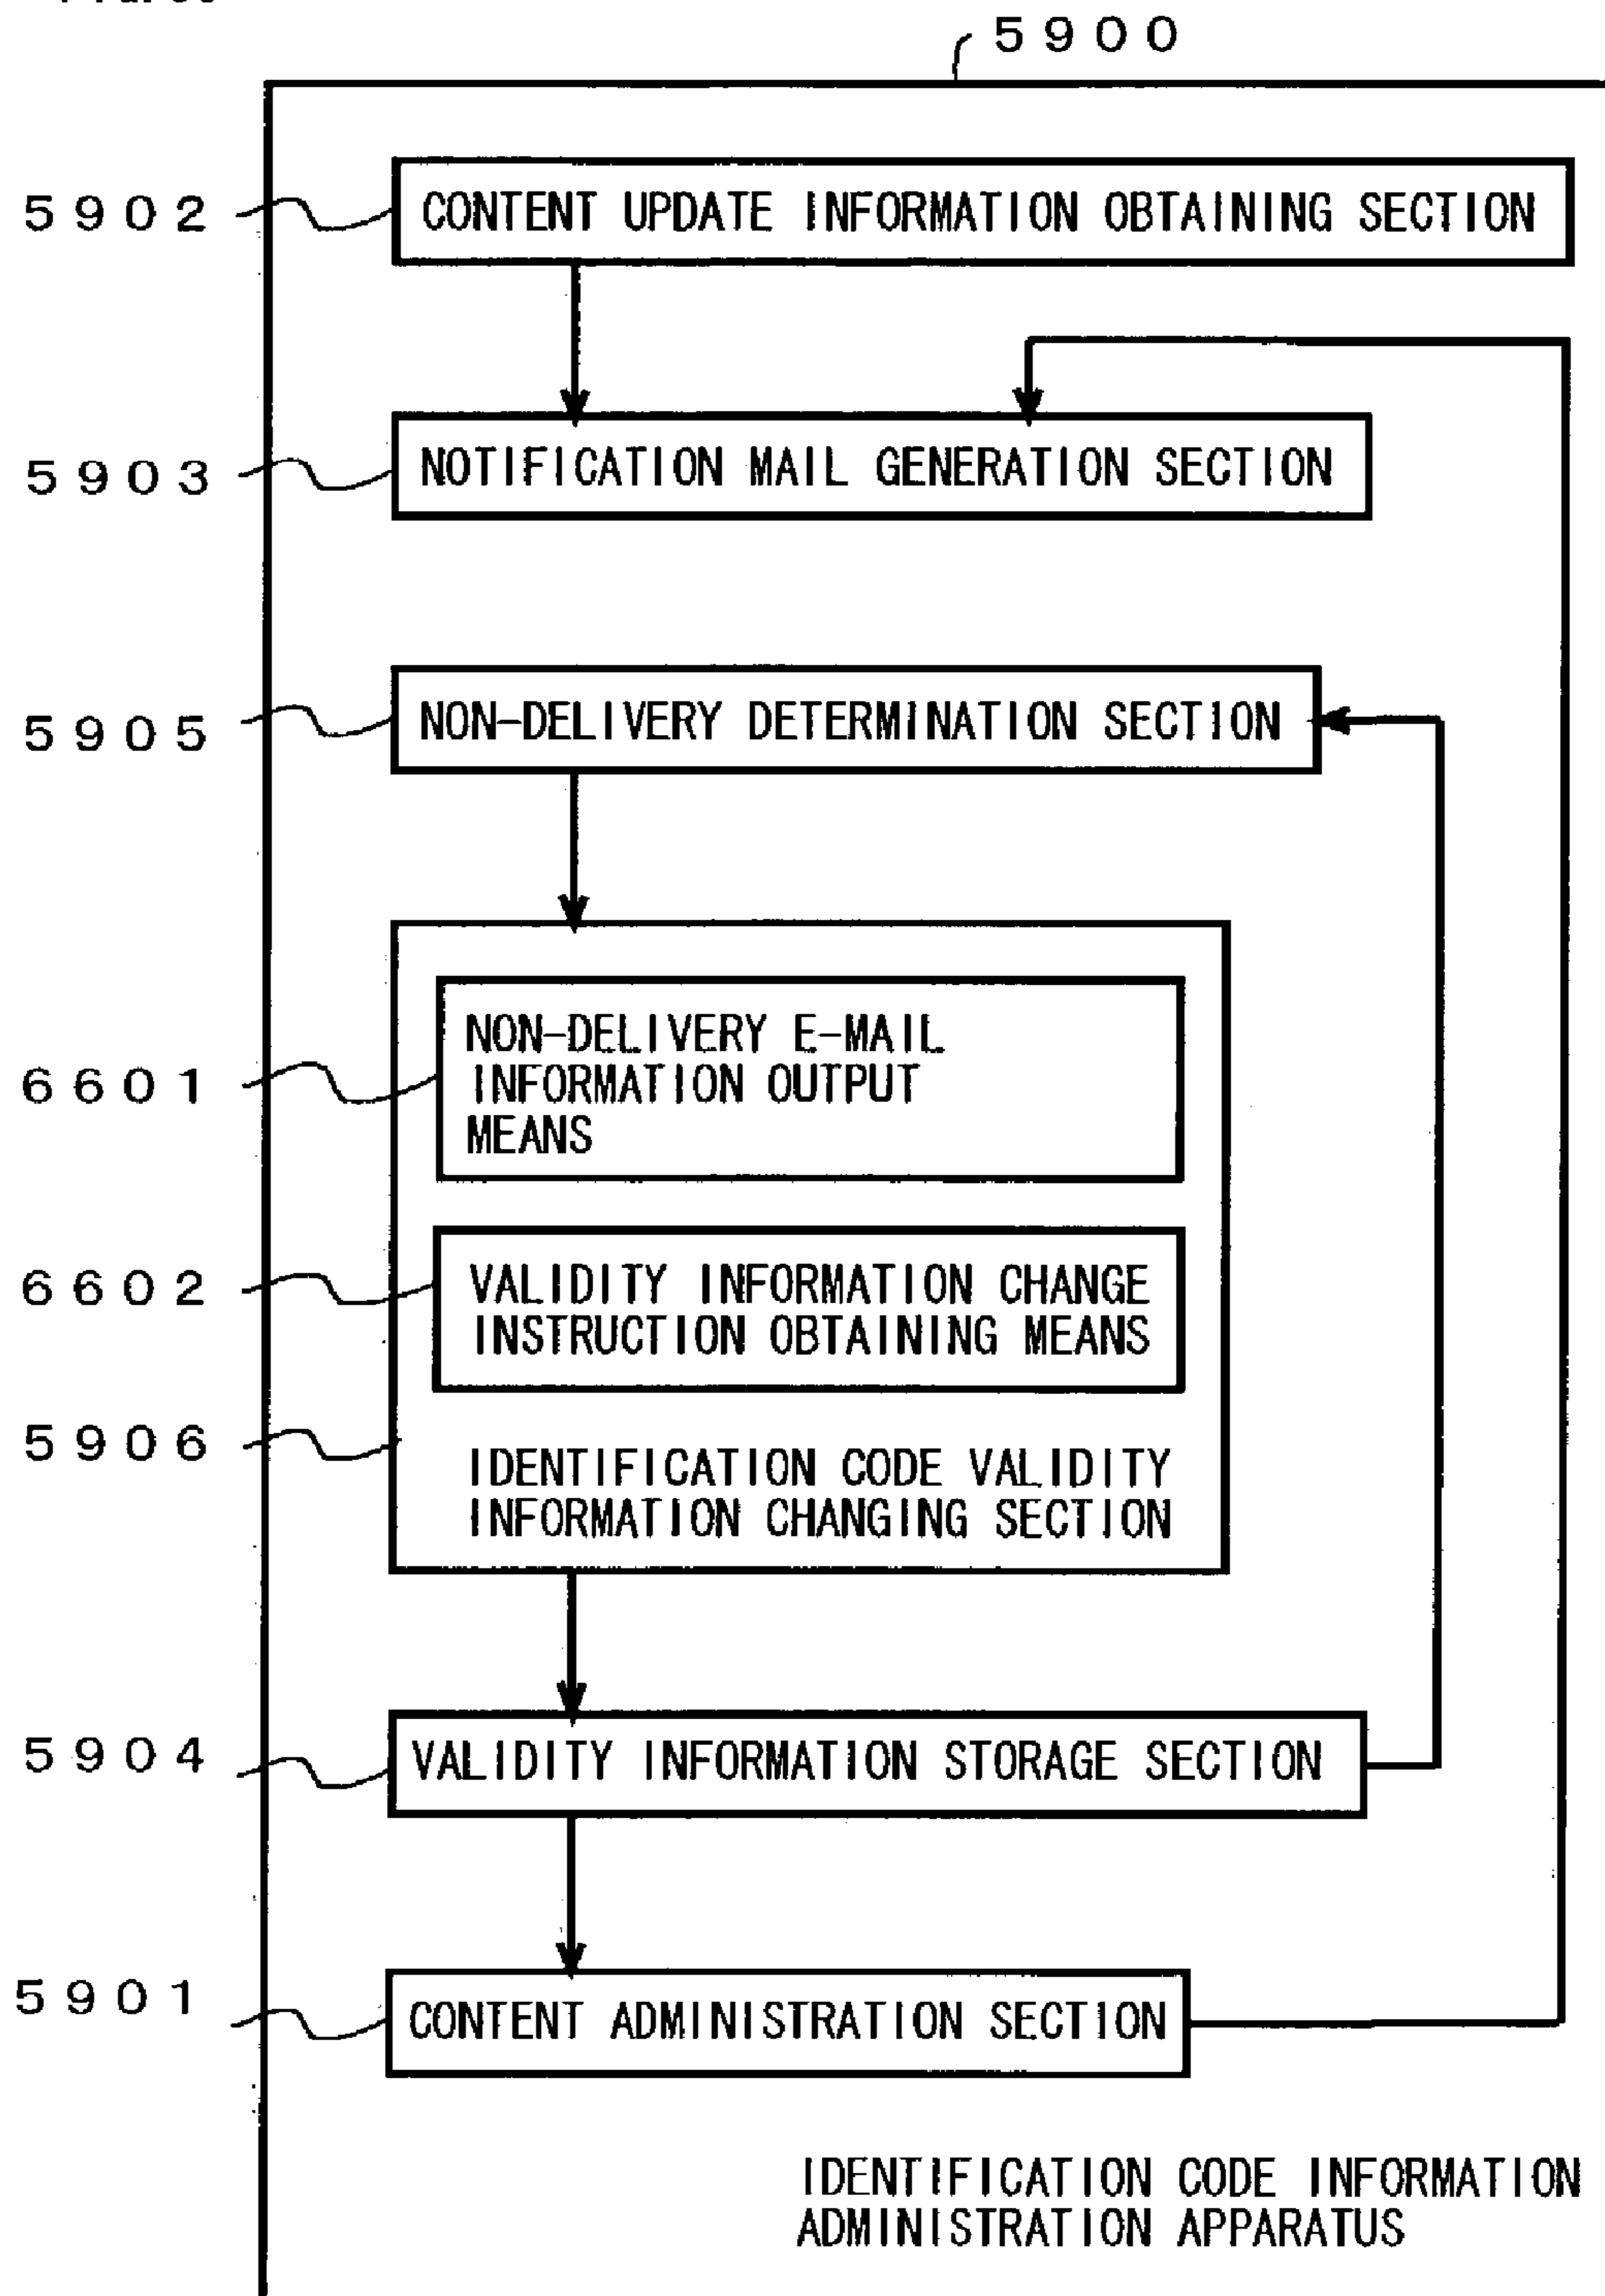 5900
5902 CONTENT UPDATE INFORMATION OBTAINING SECTION
5903 NOTIFICATION MAIL GENERATION SECTION
5905 NON-DELIVERY DETERMINATION SECTION
NON-DELIVERY E-MAIL
6601 INFORMATION OUTPUT
MEANS
6602 VALIDITY INFORMATION CHANGE
INSTRUCTION OBTAINING MEANS
5906 IDENTIFICATION CODE VALIDITY
INFORMATION CHANGING SECTION
5904 VALIDITY INFORMATION STORAGE SECTION
5901 CONTENT ADMINISTRATION SECTION
IDENTIFICATION CODE INFORMATION
ADMINISTRATION APPARATUS